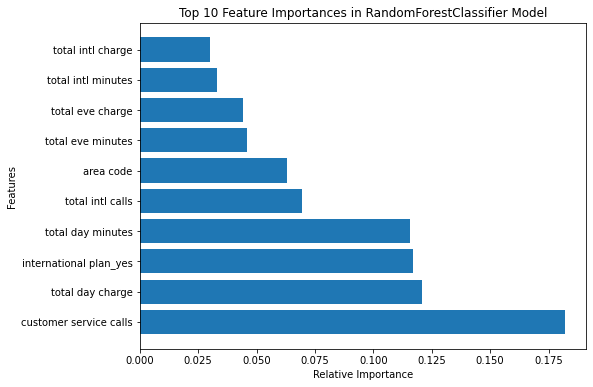 Top 10 Feature Importances in RandomForestClassifier Model
Features
total intl charge
total intl minutes
total eve charge
total eve minutes
area code
total intl calls
total day minutes
international plan_yes
total day charge
customer service calls
0.000 0.025 0.050 0.075 0.100 0.125 0.150 0.175
Relative Importance